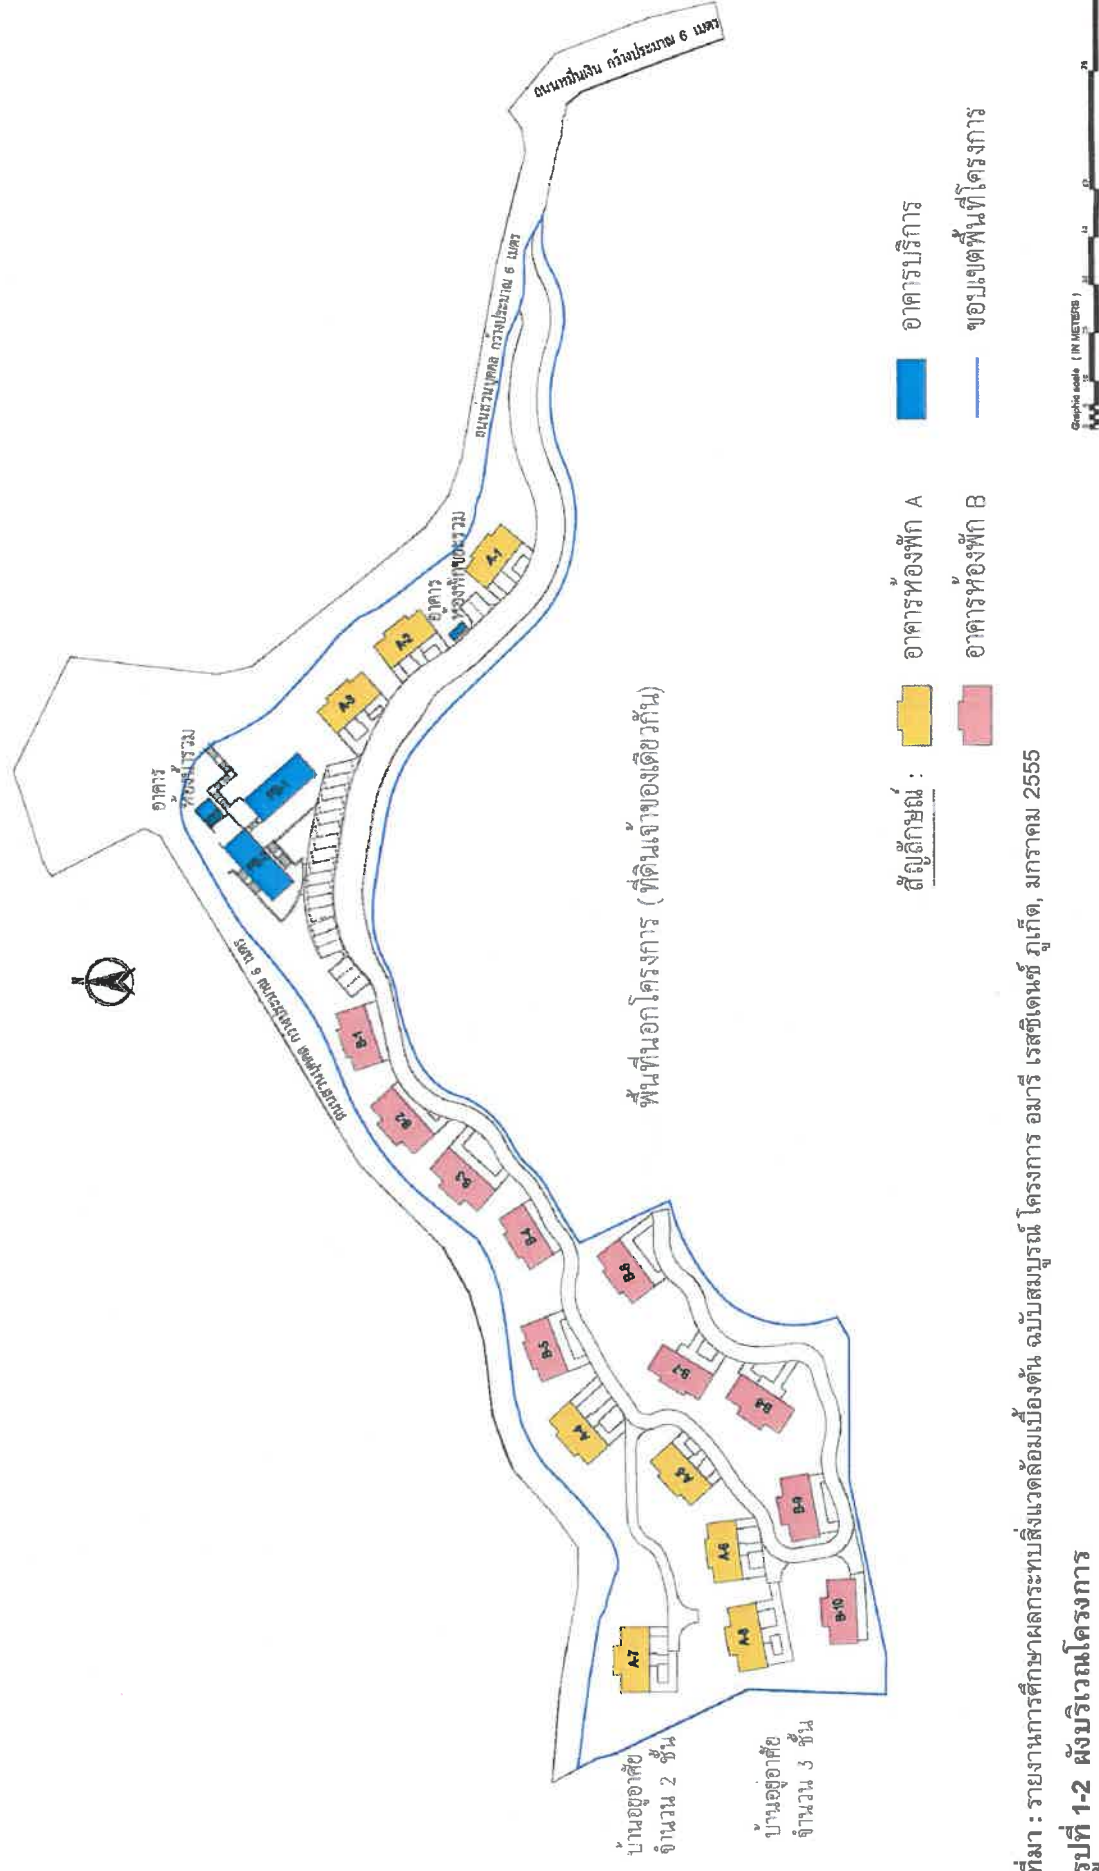 ถนนหมื่นเงิน กว้างประมาณ 6 เมตร
ถนนส่วนบุคคล กว้างประมาณ 6 เมตร
ถนนส่วนบุคคล กว้างประมาณ 6 เมตร
N
อาคาร
ห้องน้ำรวม
อาคาร
ห้องพักขยะรวม
A-1
A-2
A-3
B-1
B-2
B-3
B-4
B-5
B-6
B-7
B-8
B-9
B-10
A-4
A-5
A-6
A-7
A-8
พื้นที่นอกโครงการ (ที่ดินเจ้าของเดียวกัน)
บ้านอยู่อาศัย
จำนวน 2 ชั้น
บ้านอยู่อาศัย
จำนวน 3 ชั้น
สัญลักษณ์ :
อาคารห้องพัก A
อาคารบริการ
อาคารห้องพัก B
ขอบเขตพื้นที่โครงการ
Graphic scale ( IN METERS )
ที่มา : รายงานการศึกษาผลกระทบสิ่งแวดล้อมเบื้องต้น ฉบับสมบูรณ์ โครงการ อมารี เรสซิเดนซ์ ภูเก็ต, มกราคม 2555
รูปที่ 1-2 ผังบริเวณโครงการ